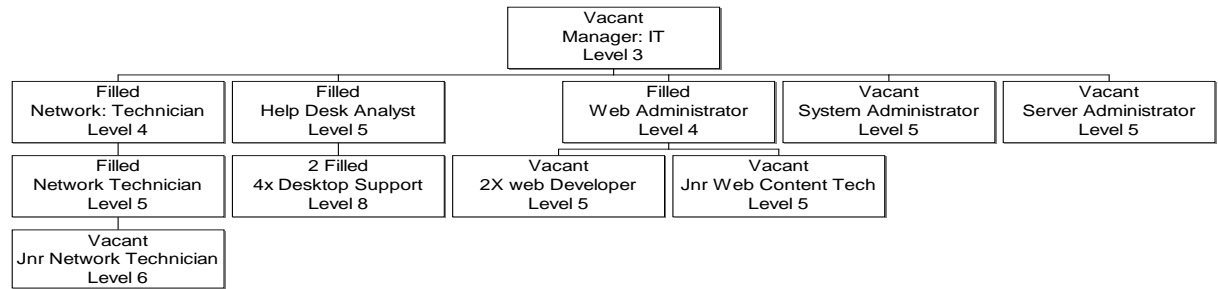 Vacant
Manager: IT
Level 3
Filled
Network: Technician
Level 4
Filled
Help Desk Analyst
Level 5
Filled
Web Administrator
Level 4
Vacant
System Administrator
Level 5
Vacant
Server Administrator
Level 5
Filled
Network Technician
Level 5
2 Filled
4x Desktop Support
Level 8
Vacant
2X web Developer
Level 5
Vacant
Jnr Web Content Tech
Level 5
Vacant
Jnr Network Technician
Level 6